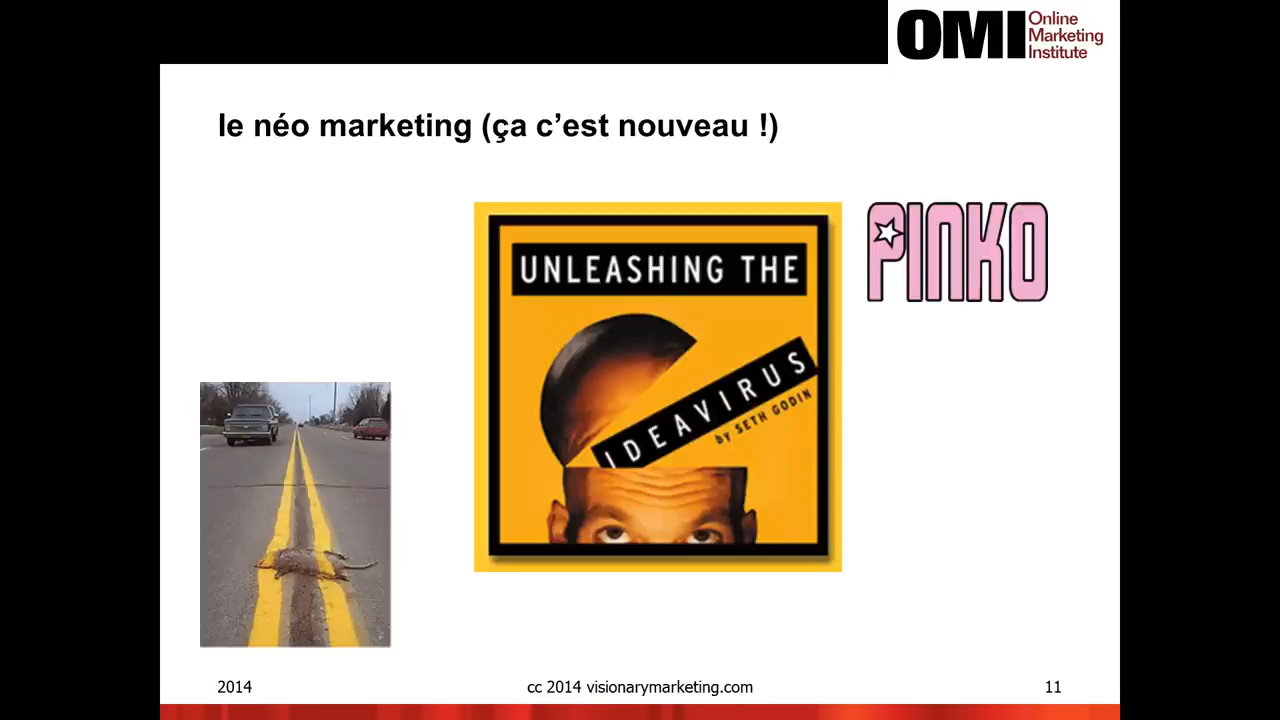 OMI Online
Marketing
Institute
le néo marketing (ça c’est nouveau !)
UNLEASHING THE
IDEAVIRUS
by SETH GODIN
PINKO
2014
cc 2014 visionarymarketing.com
11